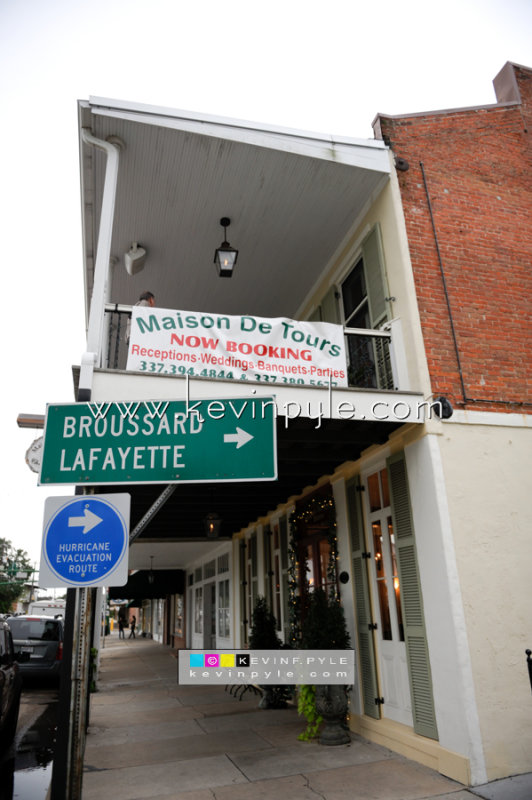 Maison De Tours
NOW BOOKING
Receptions·Weddings·Banquets·Parties
337.394.4844 & 337.380.5677
www.kevinpyle.com
BROUSSARD
LAFAYETTE
HURRICANE
EVACUATION
ROUTE
KEVINF.PYLE
kevinpyle.com